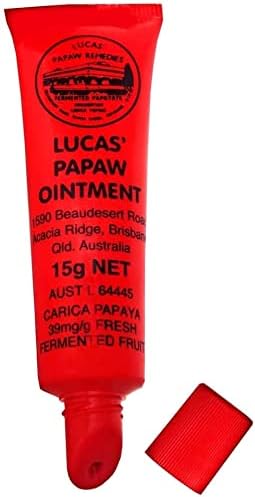 LUCAS'
PAPAW REMEDIES
FERMENTED PAPAYATE
LUCAS'
PAPAW
OINTMENT
1590 Beaudesert Road
Acacia Ridge, Brisbane
Qld. Australia
15g NET
AUST L 64445
CARICA PAPAYA
39mg/g FRESH
FERMENTED FRUIT